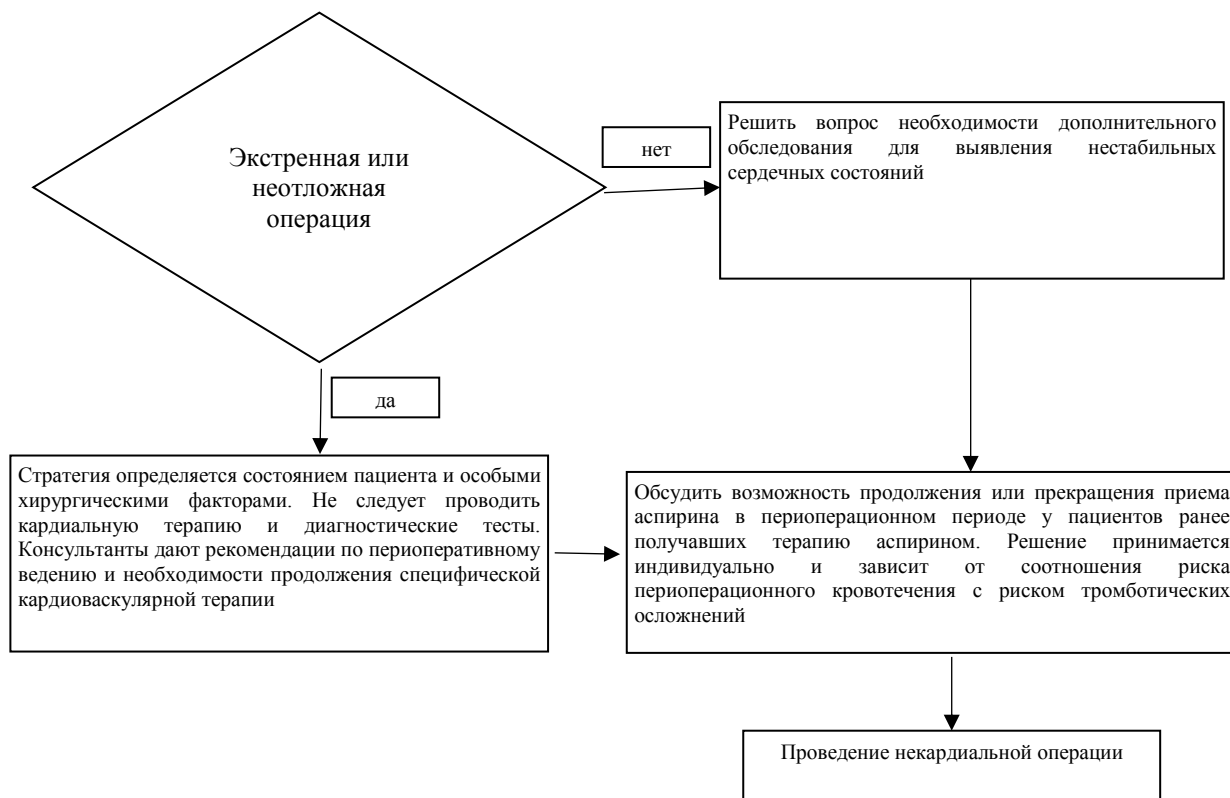 Экстренная или
неотложная
операция
нет
Решить вопрос необходимости дополнительного
обследования для выявления нестабильных
сердечных состояний
да
Стратегия определяется состоянием пациента и особыми
хирургическими факторами. Не следует проводить
кардиальную терапию и диагностические тесты.
Консультанты дают рекомендации по периоперативному
ведению и необходимости продолжения специфической
кардиоваскулярной терапии
Обсудить возможность продолжения или прекращения приема
аспирина в периоперационном периоде у пациентов ранее
получавших терапию аспирином. Решение принимается
индивидуально и зависит от соотношения риска
периоперационного кровотечения с риском тромботических
осложнений
Проведение некардиальной операции